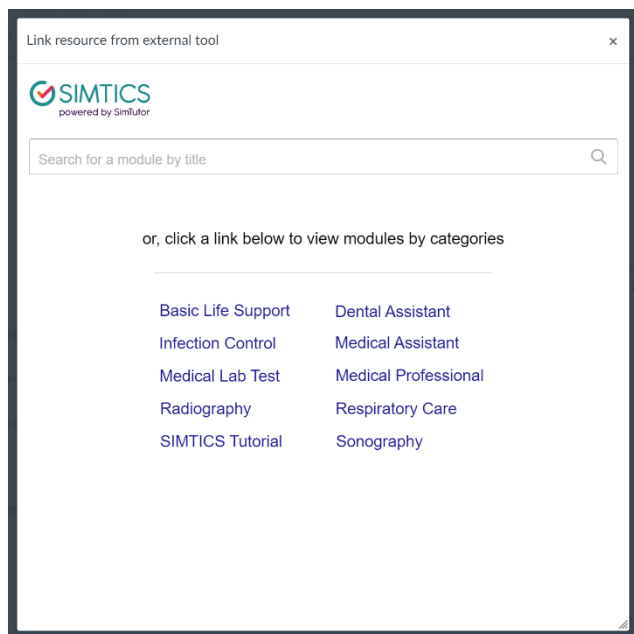 Link resource from external tool ×
SIMTICS
powered by SimTutor
Search for a module by title
or, click a link below to view modules by categories
Basic Life Support Dental Assistant
Infection Control Medical Assistant
Medical Lab Test Medical Professional
Radiography Respiratory Care
SIMTICS Tutorial Sonography